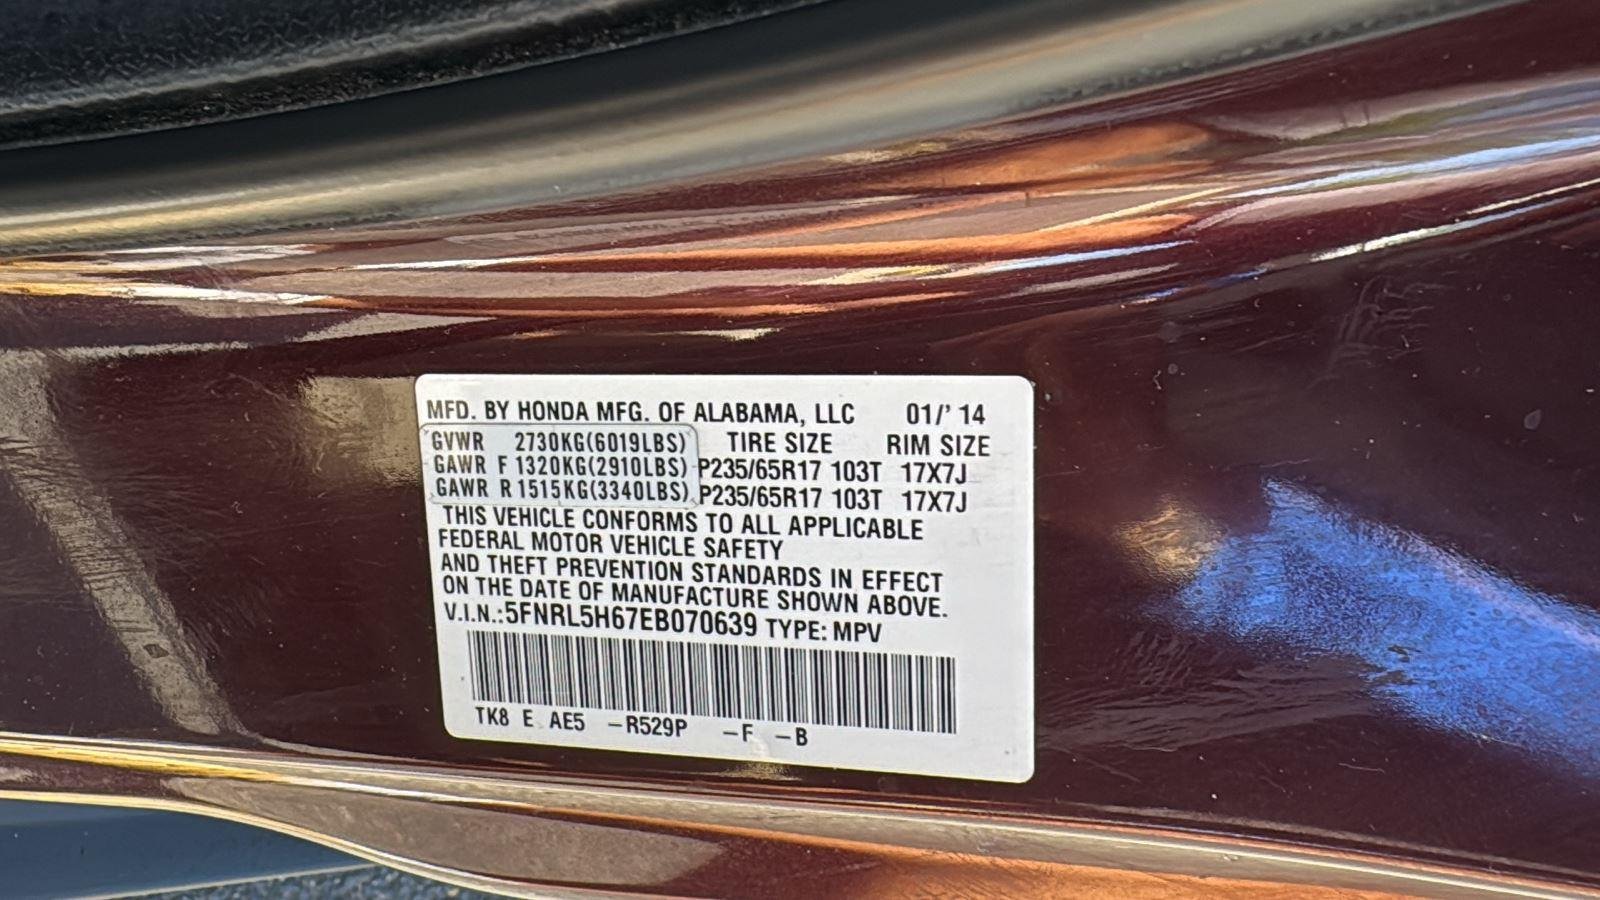 MFD. BY HONDA MFG. OF ALABAMA, LLC 01/' 14
GVWR 2730KG(6019LBS) TIRE SIZE RIM SIZE
GAWR F 1320KG(2910LBS) P235/65R17 103T 17X7J
GAWR R 1515KG(3340LBS) P235/65R17 103T 17X7J
THIS VEHICLE CONFORMS TO ALL APPLICABLE
FEDERAL MOTOR VEHICLE SAFETY
AND THEFT PREVENTION STANDARDS IN EFFECT
ON THE DATE OF MANUFACTURE SHOWN ABOVE.
V.I.N.:5FNRL5H67EB070639 TYPE: MPV
TK8 E AE5 -R529P -F -B